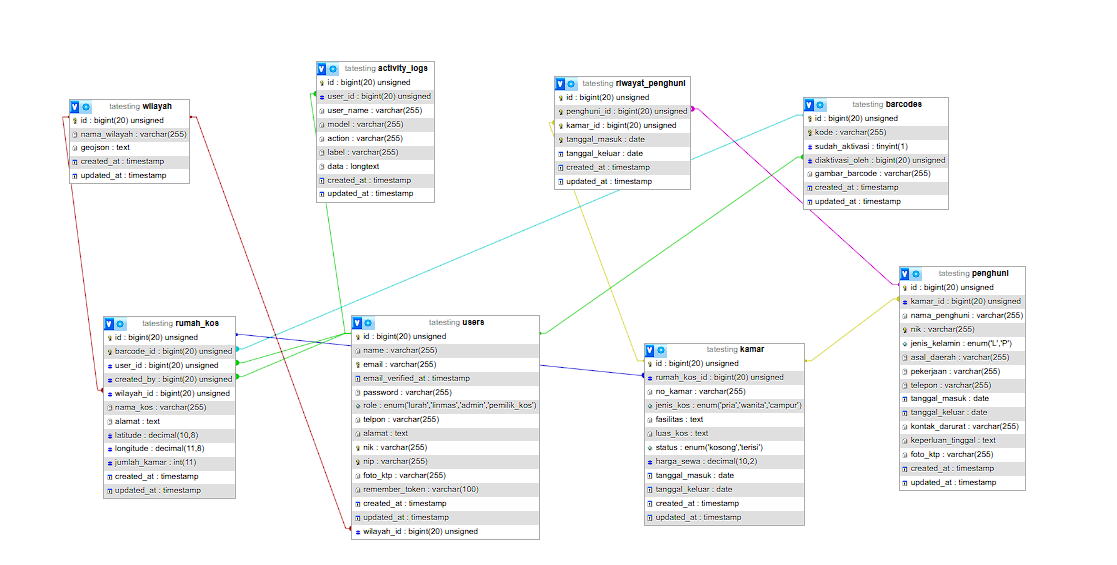 tatesting wilayah
id : bigint(20) unsigned
nama_wilayah : varchar(255)
geojson : text
created_at : timestamp
updated_at : timestamp
tatesting activity_logs
id : bigint(20) unsigned
user_id : bigint(20) unsigned
user_name : varchar(255)
model : varchar(255)
action : varchar(255)
label : varchar(255)
data : longtext
created_at : timestamp
updated_at : timestamp
tatesting riwayat_penghuni
id : bigint(20) unsigned
penghuni_id : bigint(20) unsigned
kamar_id : bigint(20) unsigned
tanggal_masuk : date
tanggal_keluar : date
created_at : timestamp
updated_at : timestamp
tatesting barcodes
id : bigint(20) unsigned
kode : varchar(255)
sudah_aktivasi : tinyint(1)
diaktivasi_oleh : bigint(20) unsigned
gambar_barcode : varchar(255)
created_at : timestamp
updated_at : timestamp
tatesting rumah_kos
id : bigint(20) unsigned
barcode_id : bigint(20) unsigned
user_id : bigint(20) unsigned
created_by : bigint(20) unsigned
wilayah_id : bigint(20) unsigned
nama_kos : varchar(255)
alamat : text
latitude : decimal(10,8)
longitude : decimal(11,8)
jumlah_kamar : int(11)
created_at : timestamp
updated_at : timestamp
tatesting users
id : bigint(20) unsigned
name : varchar(255)
email : varchar(255)
email_verified_at : timestamp
password : varchar(255)
role : enum('lurah','linmas','admin','pemilik_kos')
telpon : varchar(255)
alamat : text
nik : varchar(255)
nip : varchar(255)
foto_ktp : varchar(255)
remember_token : varchar(100)
created_at : timestamp
updated_at : timestamp
wilayah_id : bigint(20) unsigned
tatesting kamar
id : bigint(20) unsigned
rumah_kos_id : bigint(20) unsigned
no_kamar : varchar(255)
jenis_kos : enum('pria','wanita','campur')
fasilitas : text
luas_kos : text
status : enum('kosong','terisi')
harga_sewa : decimal(10,2)
tanggal_masuk : date
tanggal_keluar : date
created_at : timestamp
updated_at : timestamp
tatesting penghuni
id : bigint(20) unsigned
kamar_id : bigint(20) unsigned
nama_penghuni : varchar(255)
nik : varchar(255)
jenis_kelamin : enum('L','P')
asal_daerah : varchar(255)
pekerjaan : varchar(255)
telepon : varchar(255)
tanggal_masuk : date
tanggal_keluar : date
kontak_darurat : varchar(255)
keperluan_tinggal : text
foto_ktp : varchar(255)
created_at : timestamp
updated_at : timestamp